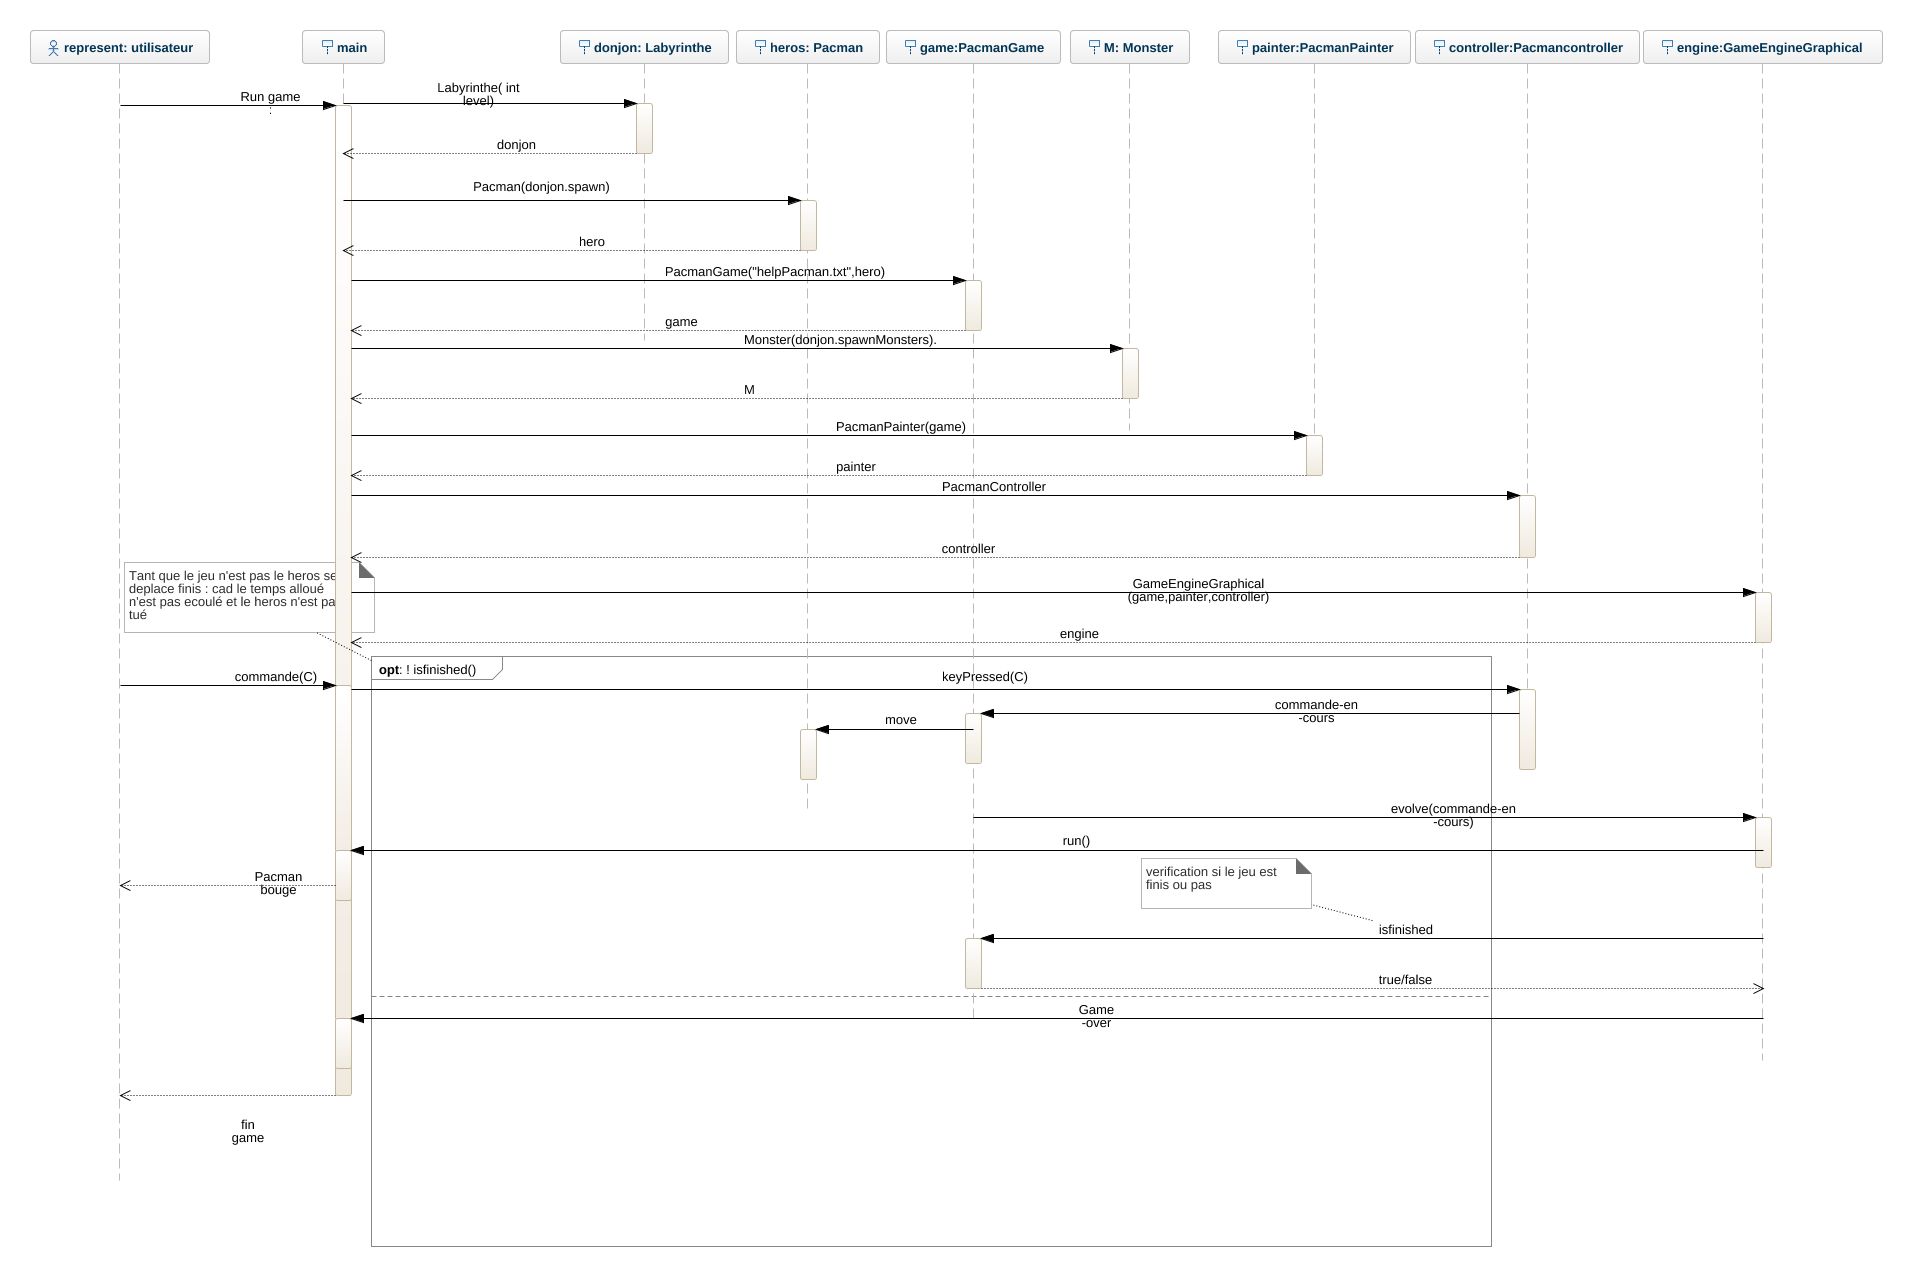 represent: utilisateur
main
donjon: Labyrinthe
heros: Pacman
game:PacmanGame
M: Monster
painter:PacmanPainter
controller:Pacmancontroller
engine:GameEngineGraphical
Run game
:
Labyrinthe( int
level)
donjon
Pacman(donjon.spawn)
hero
PacmanGame("helpPacman.txt",hero)
game
Monster(donjon.spawnMonsters).
M
PacmanPainter(game)
painter
PacmanController
controller
Tant que le jeu n'est pas le heros se
deplace finis : cad le temps alloué
n'est pas ecoulé et le heros n'est pa
tué
GameEngineGraphical
(game,painter,controller)
engine
opt: ! isfinished()
commande(C)
keyPressed(C)
commande-en
-cours
move
evolve(commande-en
-cours)
run()
Pacman
bouge
verification si le jeu est
finis ou pas
isfinished
true/false
Game
-over
fin
game